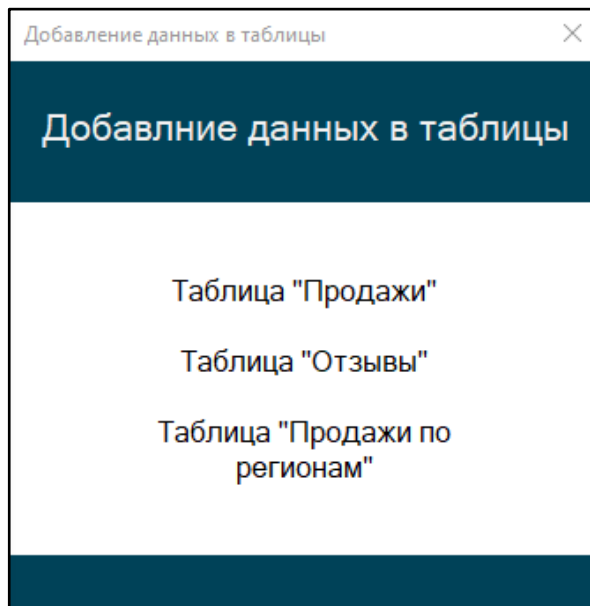 Добавление данных в таблицы
Добавлние данных в таблицы
Таблица "Продажи"
Таблица "Отзывы"
Таблица "Продажи по
регионам"